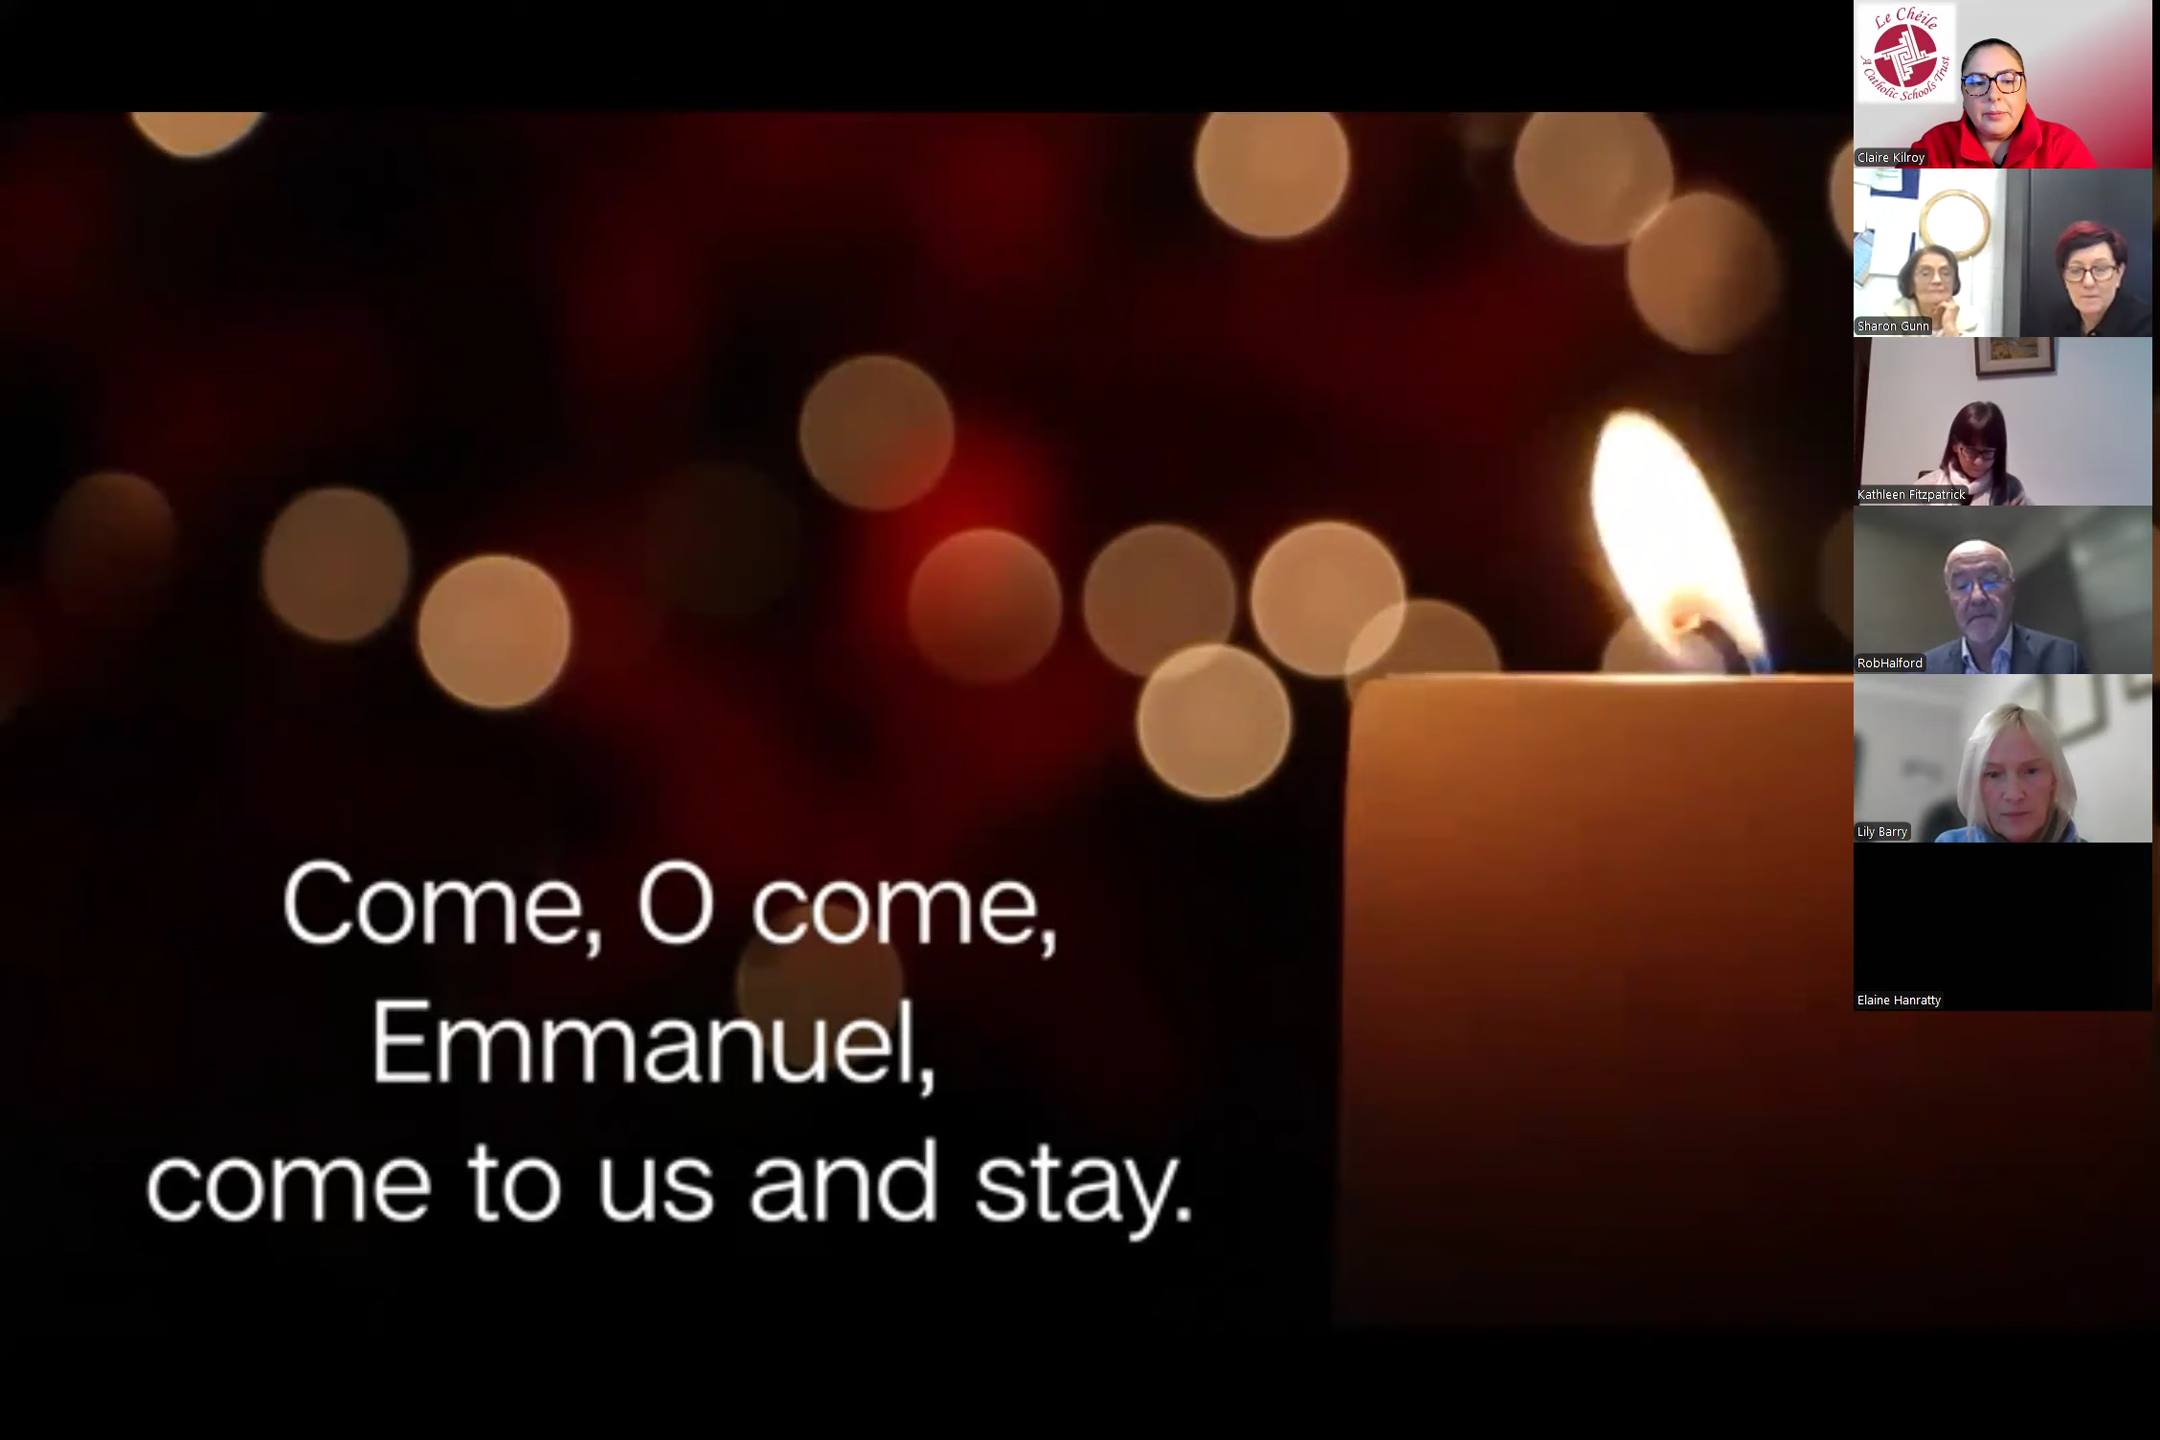 Come, O come,
Emmanuel,
come to us and stay.
Le Chéile
A Catholic Schools Trust
Claire Kilroy
Sharon Gunn
Kathleen Fitzpatrick
RobHalford
Lily Barry
Elaine Hanratty